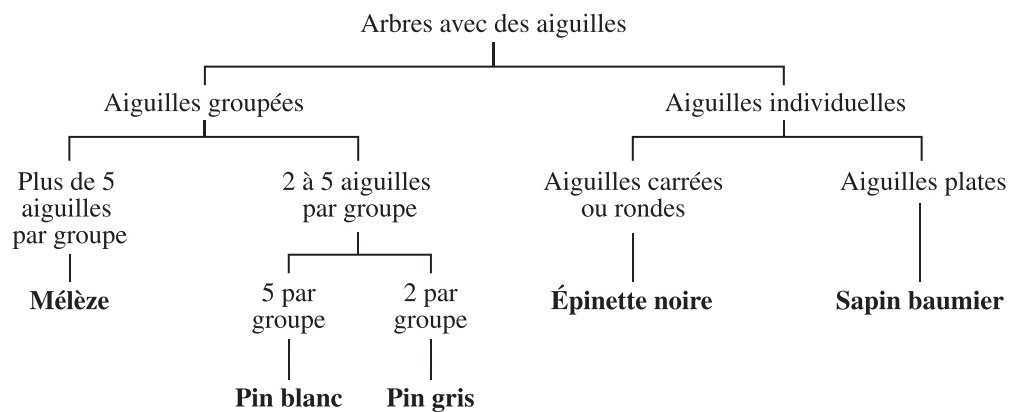 Arbres avec des aiguilles
Aiguilles groupées
Aiguilles individuelles
Plus de 5
aiguilles
par groupe
2 à 5 aiguilles
par groupe
Aiguilles carrées
ou rondes
Aiguilles plates
Mélèze
5 par
groupe
2 par
groupe
Épinette noire
Sapin baumier
Pin blanc
Pin gris